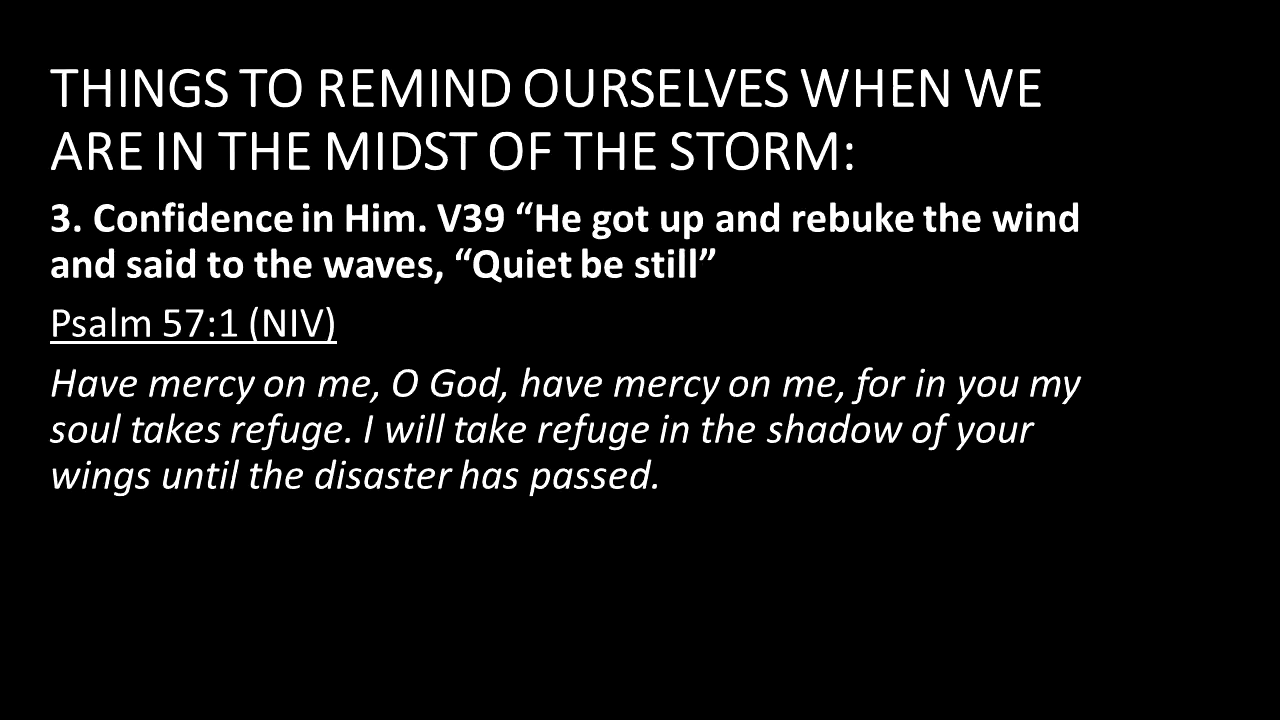 THINGS TO REMIND OURSELVES WHEN WE
ARE IN THE MIDST OF THE STORM:
3. Confidence in Him. V39 “He got up and rebuke the wind
and said to the waves, “Quiet be still”
Psalm 57:1 (NIV)
Have mercy on me, O God, have mercy on me, for in you my
soul takes refuge. I will take refuge in the shadow of your
wings until the disaster has passed.